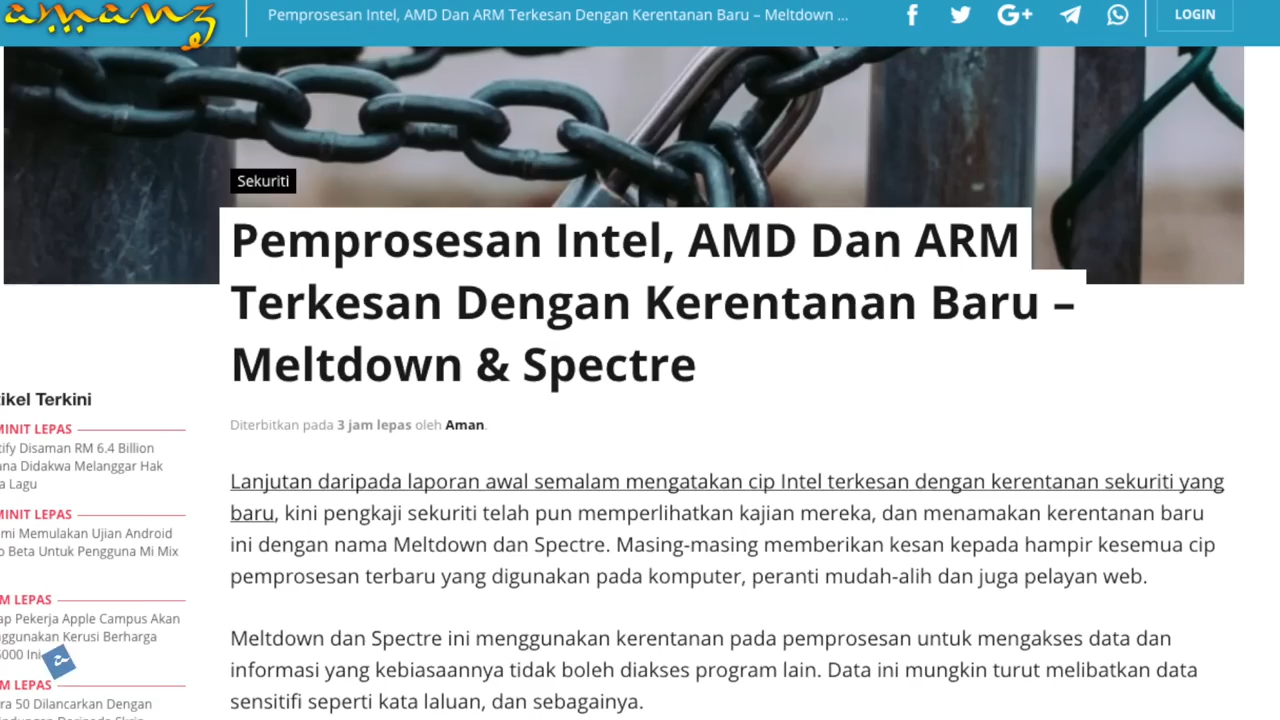 amanz
Pemprosesan Intel, AMD Dan ARM Terkesan Dengan Kerentanan Baru – Meltdown ...
G+
LOGIN
Sekuriti
Pemprosesan Intel, AMD Dan ARM
Terkesan Dengan Kerentanan Baru –
Meltdown & Spectre
Diterbitkan pada 3 jam lepas oleh Aman.
Lanjutan daripada laporan awal semalam mengatakan cip Intel terkesan dengan kerentanan sekuriti yang
baru, kini pengkaji sekuriti telah pun memperlihatkan kajian mereka, dan menamakan kerentanan baru
ini dengan nama Meltdown dan Spectre. Masing-masing memberikan kesan kepada hampir kesemua cip
pemprosesan terbaru yang digunakan pada komputer, peranti mudah-alih dan juga pelayan web.
Meltdown dan Spectre ini menggunakan kerentanan pada pemprosesan untuk mengakses data dan
informasi yang kebiasaannya tidak boleh diakses program lain. Data ini mungkin turut melibatkan data
sensitifi seperti kata laluan, dan sebagainya.
ikel Terkini
MINIT LEPAS
tify Disaman RM 6.4 Billion
ana Didakwa Melanggar Hak
a Lagu
MINIT LEPAS
mi Memulakan Ujian Android
o Beta Untuk Pengguna Mi Mix
M LEPAS
ap Pekerja Apple Campus Akan
ggunakan Kerusi Berharga
5000 Ini
M LEPAS
ra 50 Dilancarkan Dengan